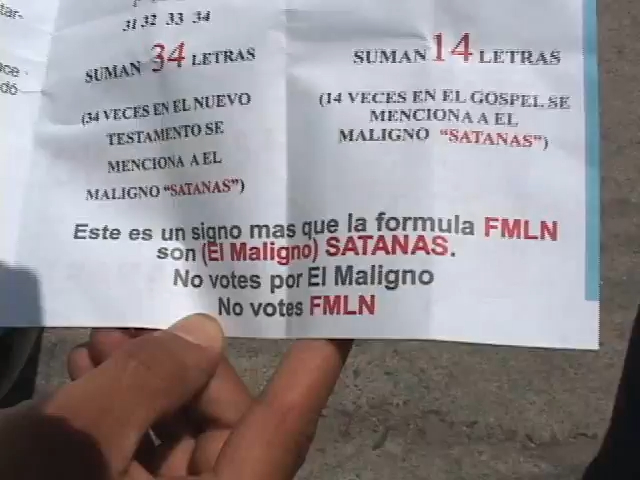 tar-
31 32 33 34
SUMAN 34 LETRAS
(34 VECES EN EL NUEVO
TESTAMENTO SE
MENCIONA A EL
MALIGNO “SATANAS”)
SUMAN 14 LETRAS
(14 VECES EN EL GOSPEL SE
MENCIONA A EL
MALIGNO “SATANAS”)
Este es un signo mas que la formula FMLN
son (El Maligno) SATANAS.
No votes por El Maligno
No votes FMLN